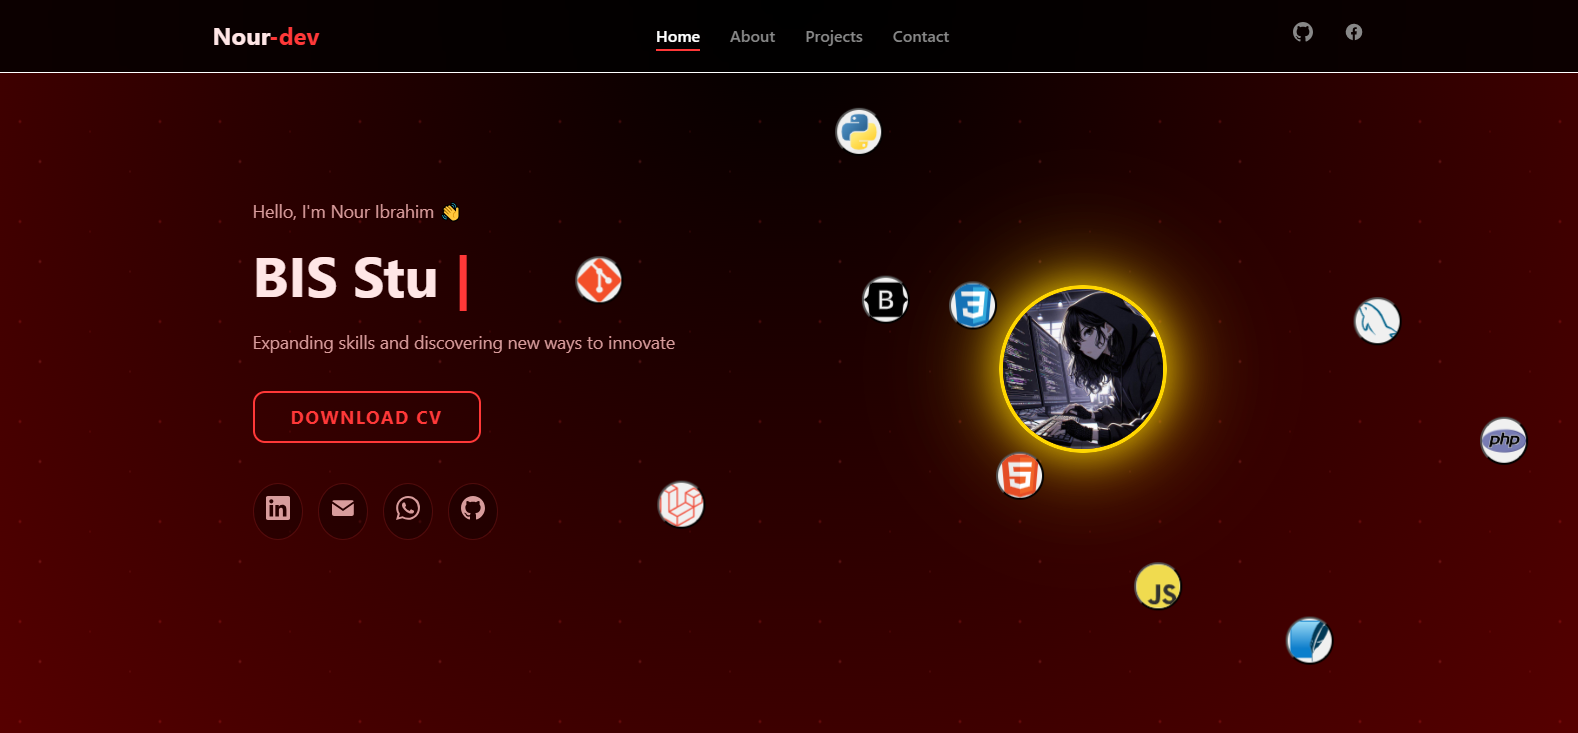 Nour-dev
Home About Projects Contact
Hello, I'm Nour Ibrahim 👋
BIS Stu |
Expanding skills and discovering new ways to innovate
DOWNLOAD CV
in
B
3
php
5
JS